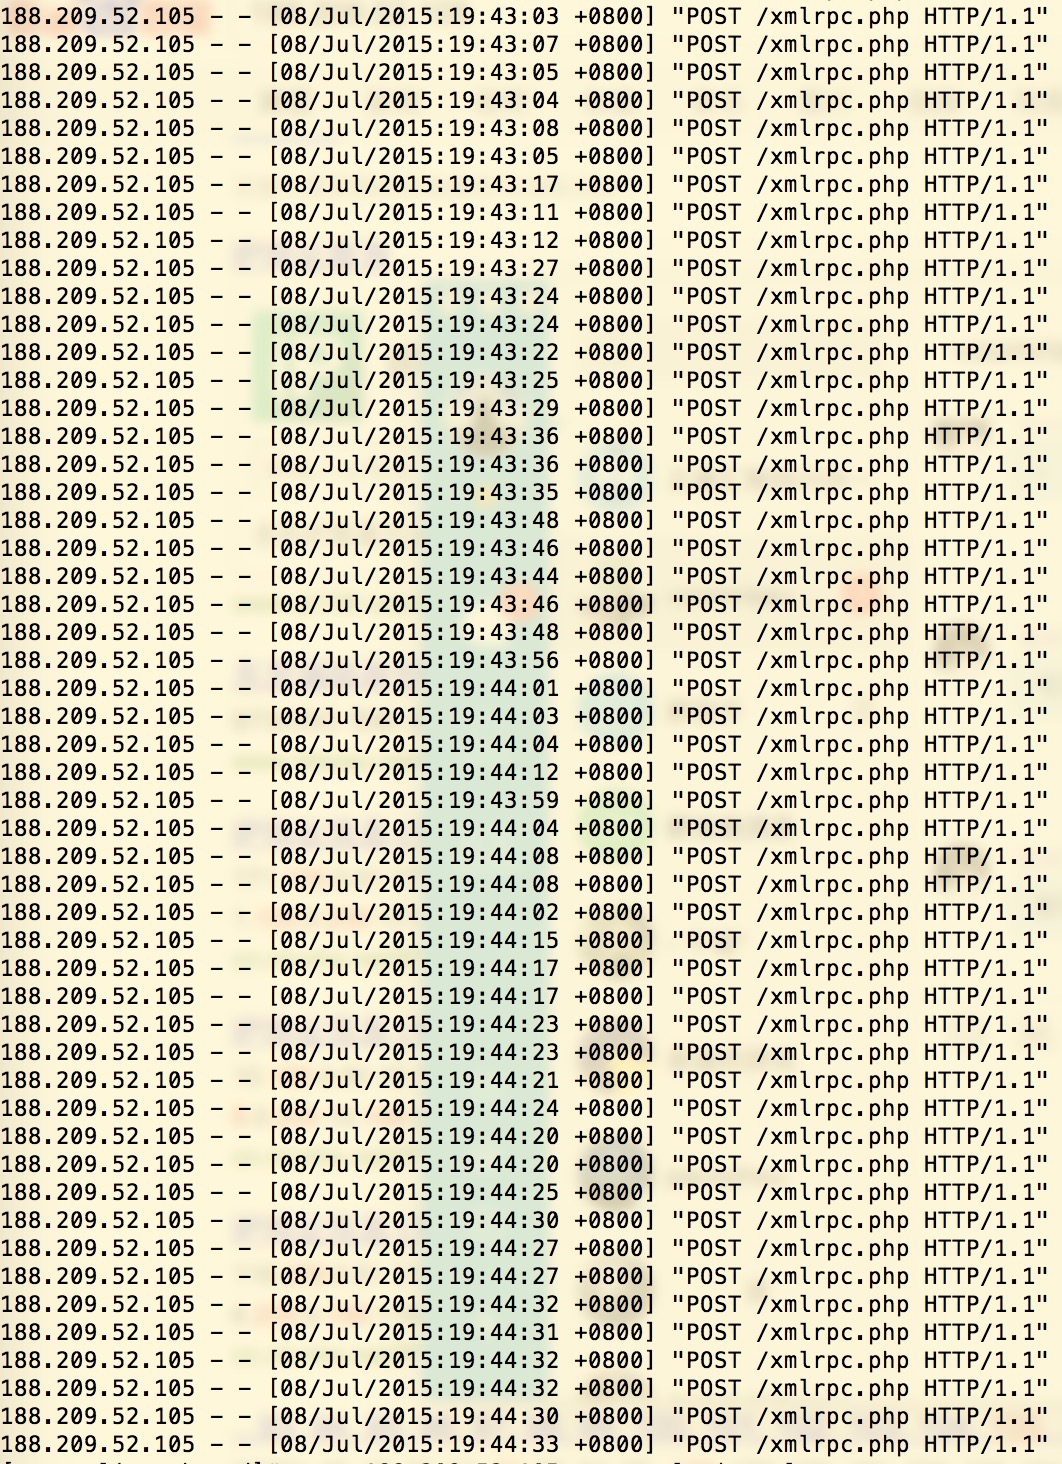 188.209.52.105 - - [08/Jul/2015:19:43:03 +0800] "POST /xmlrpc.php HTTP/1.1"
188.209.52.105 - - [08/Jul/2015:19:43:07 +0800] "POST /xmlrpc.php HTTP/1.1"
188.209.52.105 - - [08/Jul/2015:19:43:05 +0800] "POST /xmlrpc.php HTTP/1.1"
188.209.52.105 - - [08/Jul/2015:19:43:04 +0800] "POST /xmlrpc.php HTTP/1.1"
188.209.52.105 - - [08/Jul/2015:19:43:08 +0800] "POST /xmlrpc.php HTTP/1.1"
188.209.52.105 - - [08/Jul/2015:19:43:05 +0800] "POST /xmlrpc.php HTTP/1.1"
188.209.52.105 - - [08/Jul/2015:19:43:17 +0800] "POST /xmlrpc.php HTTP/1.1"
188.209.52.105 - - [08/Jul/2015:19:43:11 +0800] "POST /xmlrpc.php HTTP/1.1"
188.209.52.105 - - [08/Jul/2015:19:43:12 +0800] "POST /xmlrpc.php HTTP/1.1"
188.209.52.105 - - [08/Jul/2015:19:43:27 +0800] "POST /xmlrpc.php HTTP/1.1"
188.209.52.105 - - [08/Jul/2015:19:43:24 +0800] "POST /xmlrpc.php HTTP/1.1"
188.209.52.105 - - [08/Jul/2015:19:43:24 +0800] "POST /xmlrpc.php HTTP/1.1"
188.209.52.105 - - [08/Jul/2015:19:43:22 +0800] "POST /xmlrpc.php HTTP/1.1"
188.209.52.105 - - [08/Jul/2015:19:43:25 +0800] "POST /xmlrpc.php HTTP/1.1"
188.209.52.105 - - [08/Jul/2015:19:43:29 +0800] "POST /xmlrpc.php HTTP/1.1"
188.209.52.105 - - [08/Jul/2015:19:43:36 +0800] "POST /xmlrpc.php HTTP/1.1"
188.209.52.105 - - [08/Jul/2015:19:43:36 +0800] "POST /xmlrpc.php HTTP/1.1"
188.209.52.105 - - [08/Jul/2015:19:43:35 +0800] "POST /xmlrpc.php HTTP/1.1"
188.209.52.105 - - [08/Jul/2015:19:43:48 +0800] "POST /xmlrpc.php HTTP/1.1"
188.209.52.105 - - [08/Jul/2015:19:43:46 +0800] "POST /xmlrpc.php HTTP/1.1"
188.209.52.105 - - [08/Jul/2015:19:43:44 +0800] "POST /xmlrpc.php HTTP/1.1"
188.209.52.105 - - [08/Jul/2015:19:43:46 +0800] "POST /xmlrpc.php HTTP/1.1"
188.209.52.105 - - [08/Jul/2015:19:43:48 +0800] "POST /xmlrpc.php HTTP/1.1"
188.209.52.105 - - [08/Jul/2015:19:43:56 +0800] "POST /xmlrpc.php HTTP/1.1"
188.209.52.105 - - [08/Jul/2015:19:44:01 +0800] "POST /xmlrpc.php HTTP/1.1"
188.209.52.105 - - [08/Jul/2015:19:44:03 +0800] "POST /xmlrpc.php HTTP/1.1"
188.209.52.105 - - [08/Jul/2015:19:44:04 +0800] "POST /xmlrpc.php HTTP/1.1"
188.209.52.105 - - [08/Jul/2015:19:44:12 +0800] "POST /xmlrpc.php HTTP/1.1"
188.209.52.105 - - [08/Jul/2015:19:43:59 +0800] "POST /xmlrpc.php HTTP/1.1"
188.209.52.105 - - [08/Jul/2015:19:44:04 +0800] "POST /xmlrpc.php HTTP/1.1"
188.209.52.105 - - [08/Jul/2015:19:44:08 +0800] "POST /xmlrpc.php HTTP/1.1"
188.209.52.105 - - [08/Jul/2015:19:44:08 +0800] "POST /xmlrpc.php HTTP/1.1"
188.209.52.105 - - [08/Jul/2015:19:44:02 +0800] "POST /xmlrpc.php HTTP/1.1"
188.209.52.105 - - [08/Jul/2015:19:44:15 +0800] "POST /xmlrpc.php HTTP/1.1"
188.209.52.105 - - [08/Jul/2015:19:44:17 +0800] "POST /xmlrpc.php HTTP/1.1"
188.209.52.105 - - [08/Jul/2015:19:44:17 +0800] "POST /xmlrpc.php HTTP/1.1"
188.209.52.105 - - [08/Jul/2015:19:44:23 +0800] "POST /xmlrpc.php HTTP/1.1"
188.209.52.105 - - [08/Jul/2015:19:44:23 +0800] "POST /xmlrpc.php HTTP/1.1"
188.209.52.105 - - [08/Jul/2015:19:44:21 +0800] "POST /xmlrpc.php HTTP/1.1"
188.209.52.105 - - [08/Jul/2015:19:44:24 +0800] "POST /xmlrpc.php HTTP/1.1"
188.209.52.105 - - [08/Jul/2015:19:44:20 +0800] "POST /xmlrpc.php HTTP/1.1"
188.209.52.105 - - [08/Jul/2015:19:44:20 +0800] "POST /xmlrpc.php HTTP/1.1"
188.209.52.105 - - [08/Jul/2015:19:44:25 +0800] "POST /xmlrpc.php HTTP/1.1"
188.209.52.105 - - [08/Jul/2015:19:44:30 +0800] "POST /xmlrpc.php HTTP/1.1"
188.209.52.105 - - [08/Jul/2015:19:44:27 +0800] "POST /xmlrpc.php HTTP/1.1"
188.209.52.105 - - [08/Jul/2015:19:44:27 +0800] "POST /xmlrpc.php HTTP/1.1"
188.209.52.105 - - [08/Jul/2015:19:44:32 +0800] "POST /xmlrpc.php HTTP/1.1"
188.209.52.105 - - [08/Jul/2015:19:44:31 +0800] "POST /xmlrpc.php HTTP/1.1"
188.209.52.105 - - [08/Jul/2015:19:44:32 +0800] "POST /xmlrpc.php HTTP/1.1"
188.209.52.105 - - [08/Jul/2015:19:44:32 +0800] "POST /xmlrpc.php HTTP/1.1"
188.209.52.105 - - [08/Jul/2015:19:44:30 +0800] "POST /xmlrpc.php HTTP/1.1"
188.209.52.105 - - [08/Jul/2015:19:44:33 +0800] "POST /xmlrpc.php HTTP/1.1"